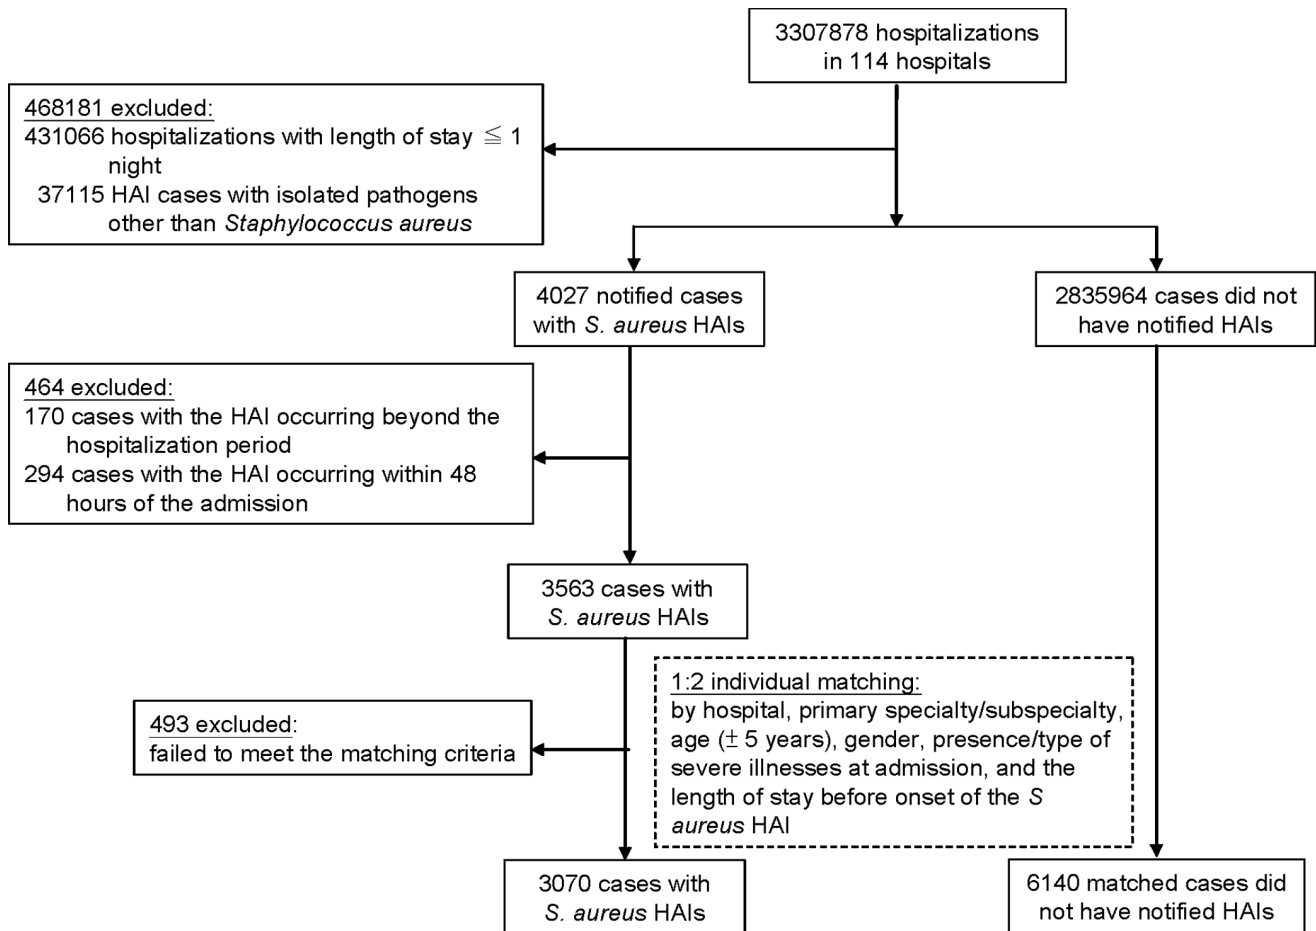 3307878 hospitalizations
in 114 hospitals
468181 excluded:
431066 hospitalizations with length of stay ≦ 1
night
37115 HAI cases with isolated pathogens
other than Staphylococcus aureus
4027 notified cases
with S. aureus HAIs
2835964 cases did not
have notified HAIs
464 excluded:
170 cases with the HAI occurring beyond the
hospitalization period
294 cases with the HAI occurring within 48
hours of the admission
3563 cases with
S. aureus HAIs
1:2 individual matching:
by hospital, primary specialty/subspecialty,
age (± 5 years), gender, presence/type of
severe illnesses at admission, and the
length of stay before onset of the S
aureus HAI
493 excluded:
failed to meet the matching criteria
3070 cases with
S. aureus HAIs
6140 matched cases did
not have notified HAIs